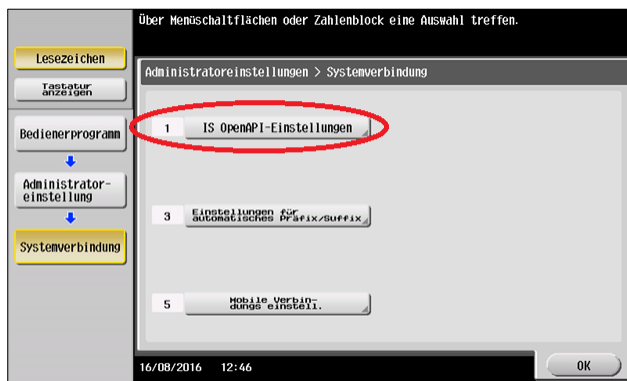 Über Menüschaltflächen oder Zahlenblock eine Auswahl treffen.
Lesezeichen
Tastatur
anzeigen
Bedienerprogramm
Administrator-
einstellung
Systemverbindung
Administratoreinstellungen > Systemverbindung
1 IS OpenAPI-Einstellungen
3 Einstellungen für
automatisches Präfix/Suffix
5 Mobile Verbin-
dungs einstell.
16/08/2016 12:46
OK